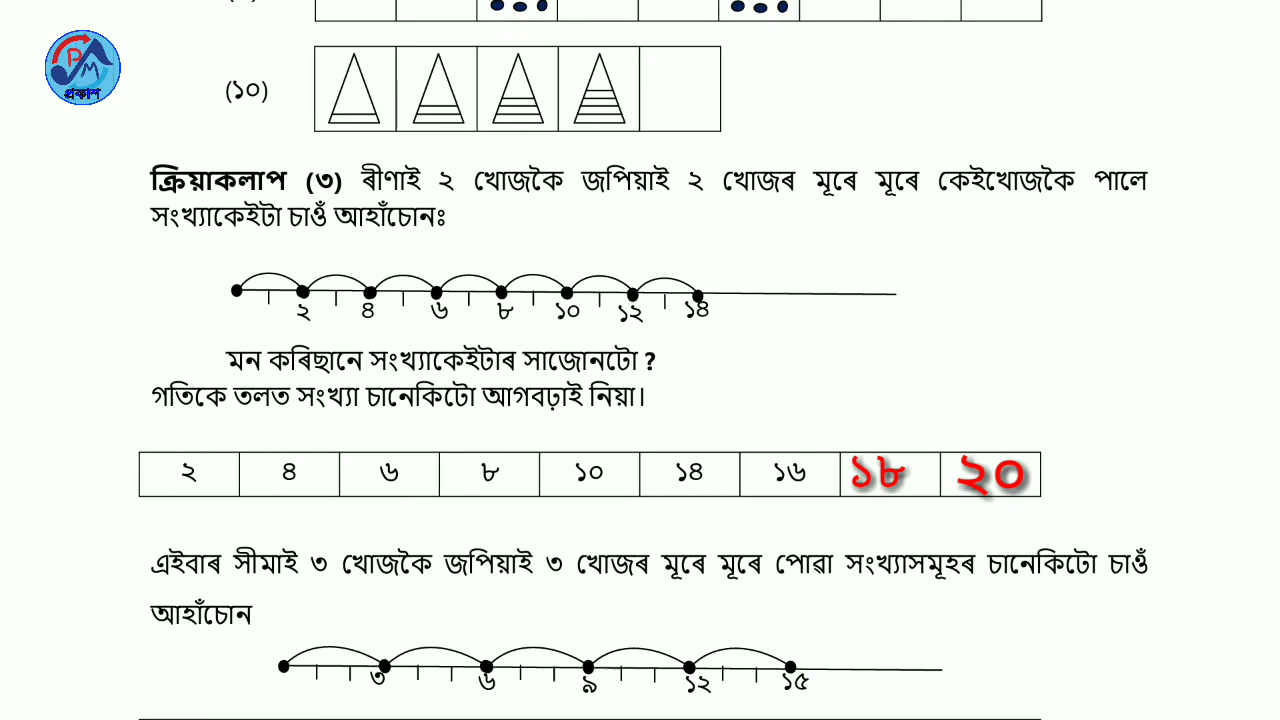 P
M
প্ৰকাশ
(১০)
ক্ৰিয়াকলাপ (৩) ৰীণাই ২ খোজকৈ জপিয়াই ২ খোজৰ মূৰে মূৰে কেইখোজকৈ পালে
সংখ্যাকেইটা চাওঁ আহাঁচোনঃ
২ ৪ ৬ ৮ ১০ ১২ ১৪
মন কৰিছানে সংখ্যাকেইটাৰ সাজোনটো ?
গতিকে তলত সংখ্যা চানেকিটো আগবঢ়াই নিয়া।
২ ৪ ৬ ৮ ১০ ১৪ ১৬ ১৮ ২০
এইবাৰ সীমাই ৩ খোজকৈ জপিয়াই ৩ খোজৰ মূৰে মূৰে পোৱা সংখ্যাসমূহৰ চানেকিটো চাওঁ
আহাঁচোন
৩ ৬ ৯ ১২ ১৫